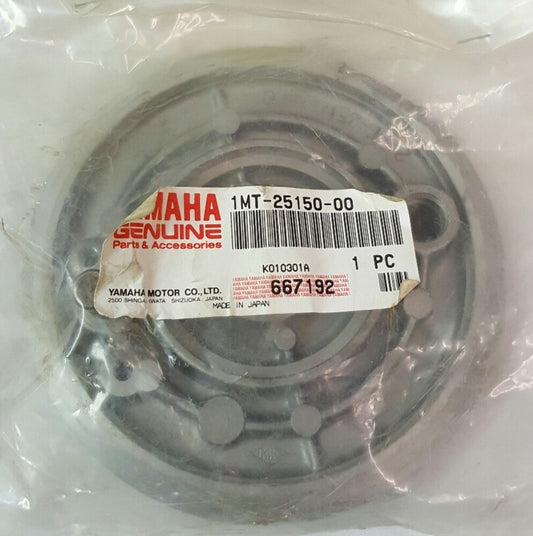 YAMAHA
GENUINE
Parts & Accessories
1MT-25150-00
1 PC
K010301A
667192
YAMAHA MOTOR CO.,LTD.
2500 SHINGAI IWATA SHIZUOKA, JAPAN
MADE IN JAPAN